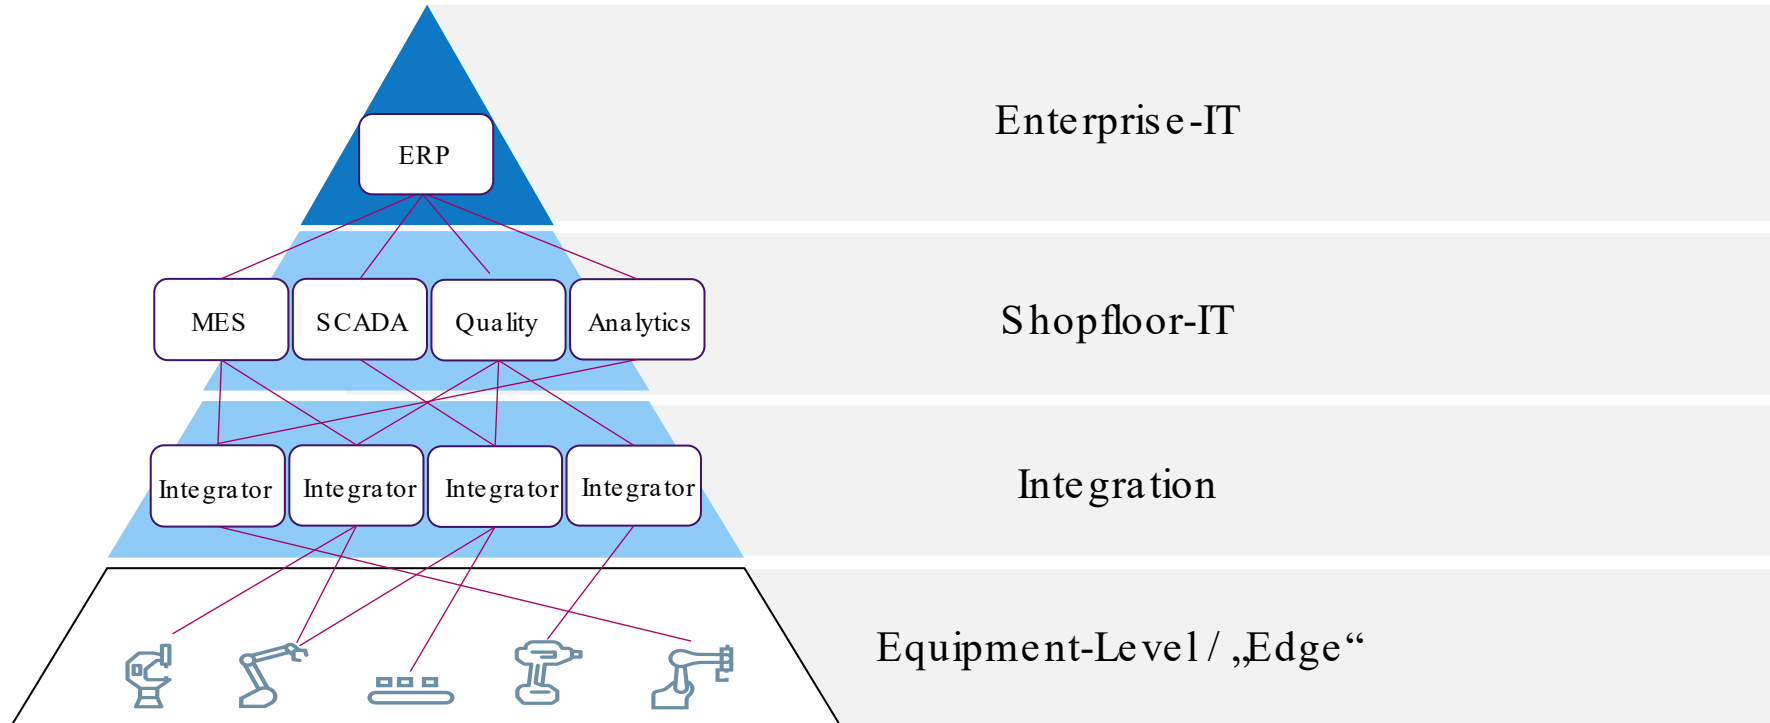 ERP
Enterprise-IT
MES
SCADA
Quality
Analytics
Shopfloor-IT
Integrator
Integrator
Integrator
Integrator
Integration
Equipment-Level / „Edge“